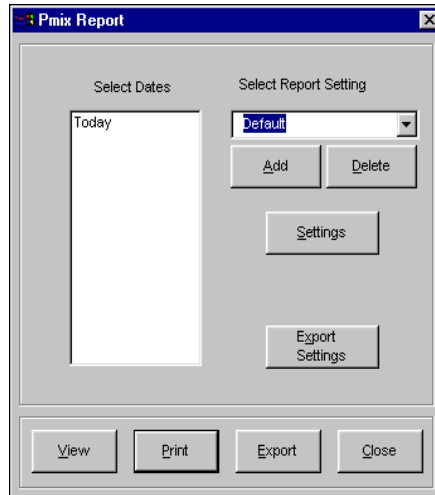 Pmix Report
Select Dates
Select Report Setting
Today
Default
Add
Delete
Settings
Export
Settings
View
Print
Export
Close